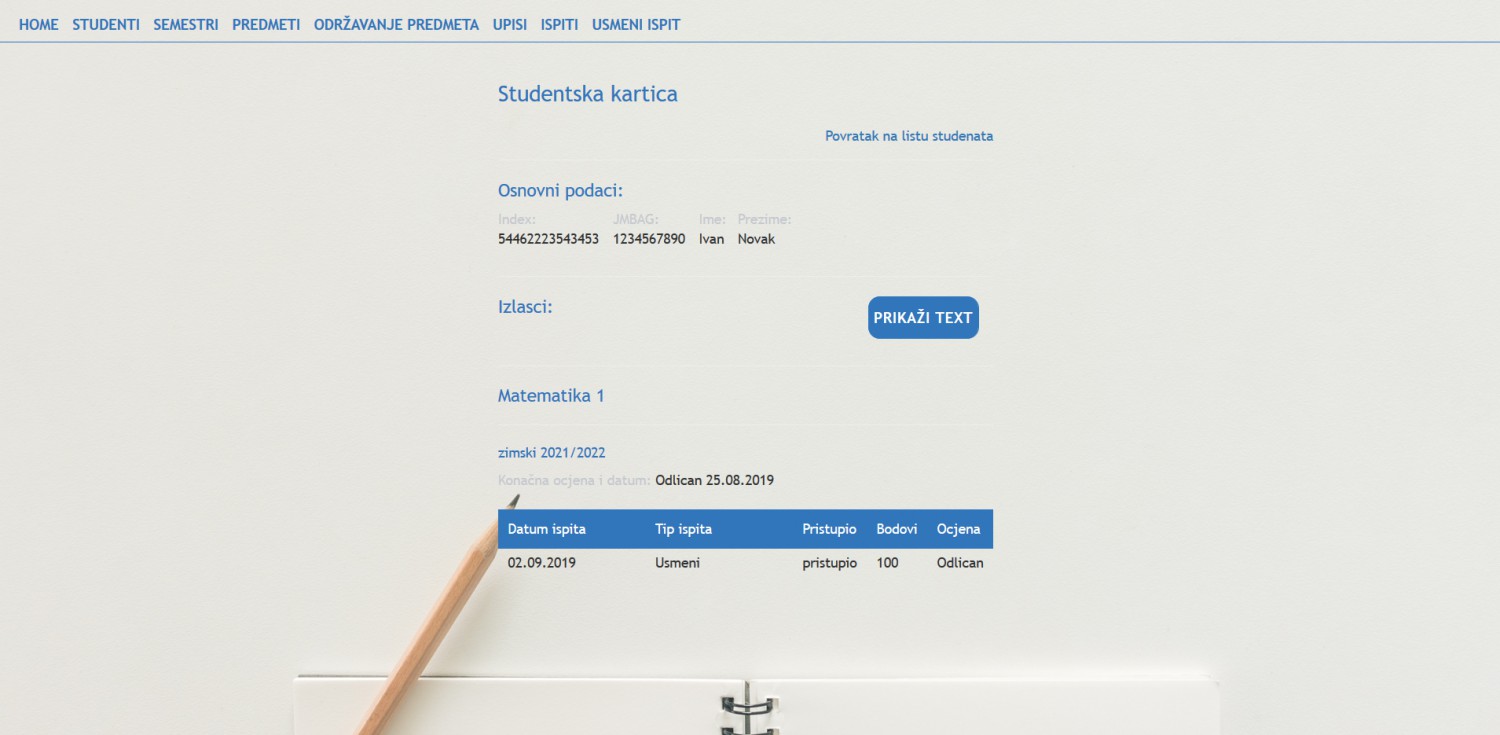 HOME STUDENTI SEMESTRI PREDMETI ODRŽAVANJE PREDMETA UPISI ISPITI USMENI ISPIT
Studentska kartica
Povratak na listu studenata
Osnovni podaci:
Index: JMBAG: Ime: Prezime:
54462223543453 1234567890 Ivan Novak
Izlasci:
PRIKAŽI TEXT
Matematika 1
zimski 2021/2022
Konačna ocjena i datum: Odlican 25.08.2019
Datum ispita Tip ispita Pristupio Bodovi Ocjena
02.09.2019 Usmeni pristupio 100 Odlican